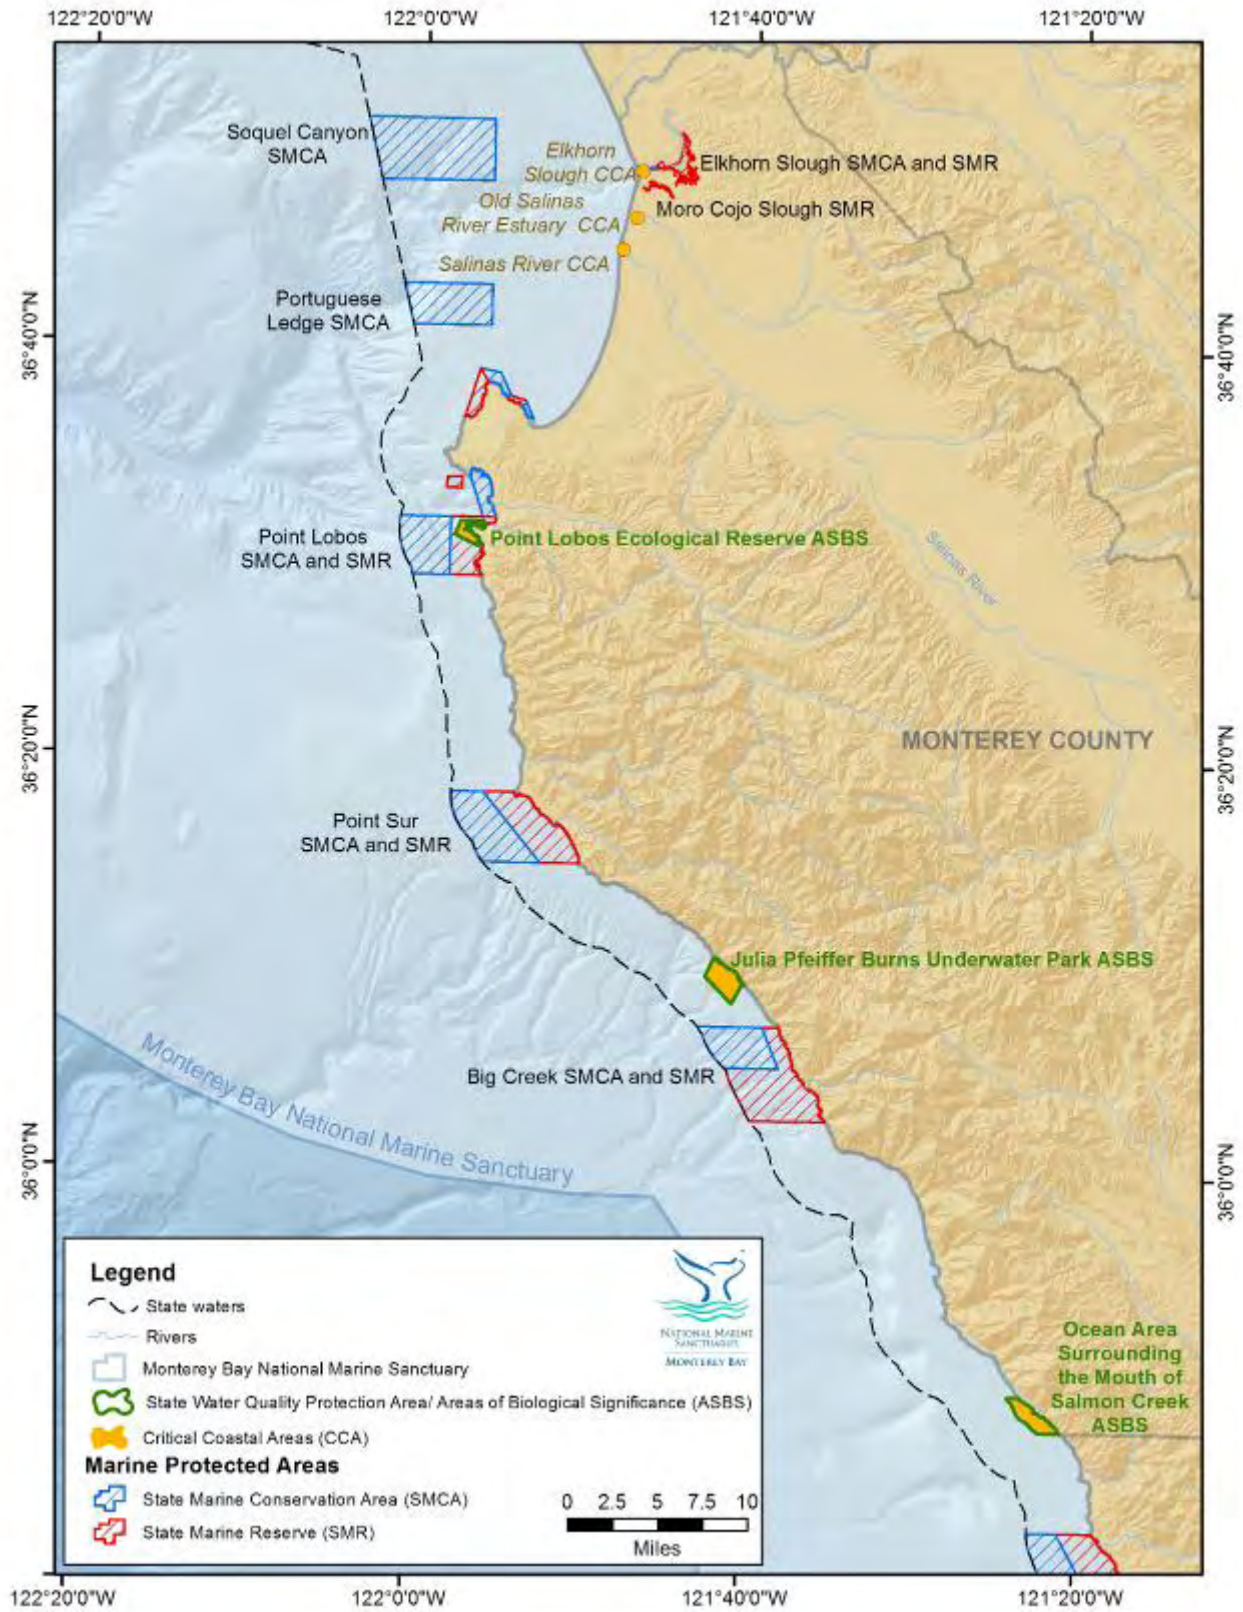 122°20'0"W
122°0'0"W
121°40'0"W
121°20'0"W
Soquel Canyon
SMCA
Elkhorn
Slough CCA
Elkhorn Slough SMCA and SMR
Old Salinas
River Estuary CCA
Moro Cojo Slough SMR
Salinas River CCA
Portuguese
Ledge SMCA
36°40'0"N
36°40'0"N
Point Lobos
SMCA and SMR
Point Lobos Ecological Reserve ASBS
Salinas River
36°20'0"N
MONTEREY COUNTY
36°20'0"N
Point Sur
SMCA and SMR
Julia Pfeiffer Burns Underwater Park ASBS
Monterey Bay National Marine Sanctuary
Big Creek SMCA and SMR
36°0'0"N
36°0'0"N
Legend
State waters
Rivers
Monterey Bay National Marine Sanctuary
State Water Quality Protection Area/ Areas of Biological Significance (ASBS)
Critical Coastal Areas (CCA)
Marine Protected Areas
State Marine Conservation Area (SMCA)
State Marine Reserve (SMR)
NATIONAL MARINE
SANCTUARIES
MONTEREY BAY
0 2.5 5 7.5 10
Miles
Ocean Area
Surrounding
the Mouth of
Salmon Creek
ASBS
122°20'0"W
122°0'0"W
121°40'0"W
121°20'0"W